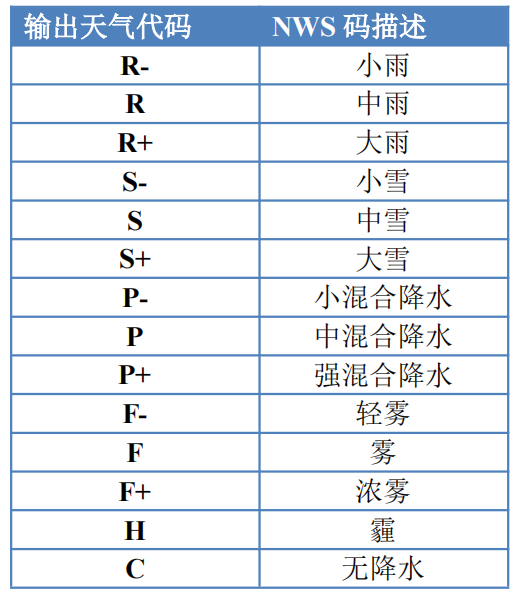 输出天气代码 NWS 码描述
R- 小雨
R 中雨
R+ 大雨
S- 小雪
S 中雪
S+ 大雪
P- 小混合降水
P 中混合降水
P+ 强混合降水
F- 轻雾
F 雾
F+ 浓雾
H 霾
C 无降水